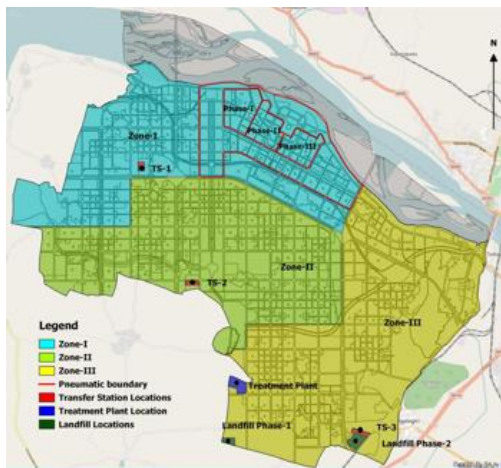 N
Phase-I
Phase-II
Phase-III
Zone-I
TS-1
Zone-II
TS-2
Zone-III
Legend
Zone-I
Zone-II
Zone-III
Pneumatic boundary
Transfer Station Locations
Treatment Plant Location
Landfill Locations
Treatment Plant
Landfill Phase-1
TS-3
Landfill Phase-2